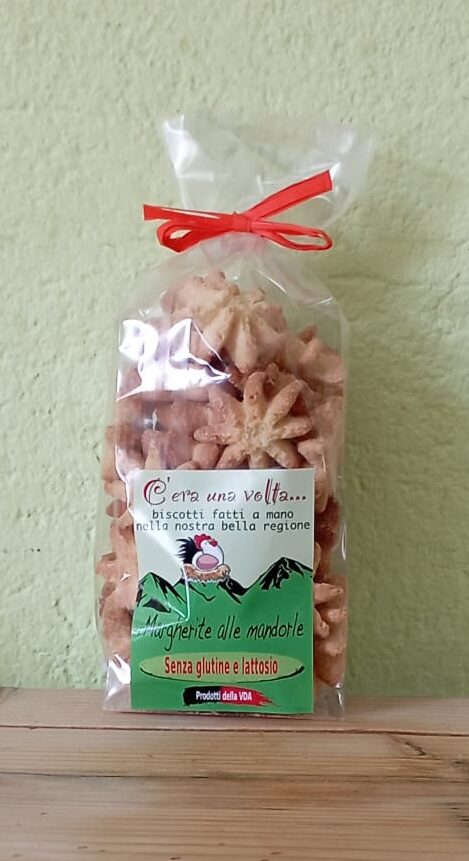 C'era una volta...
biscotti fatti a mano
nella nostra bella regione
Margherite alle mandorle
Senza glutine e lattosio
Prodotti della VDA